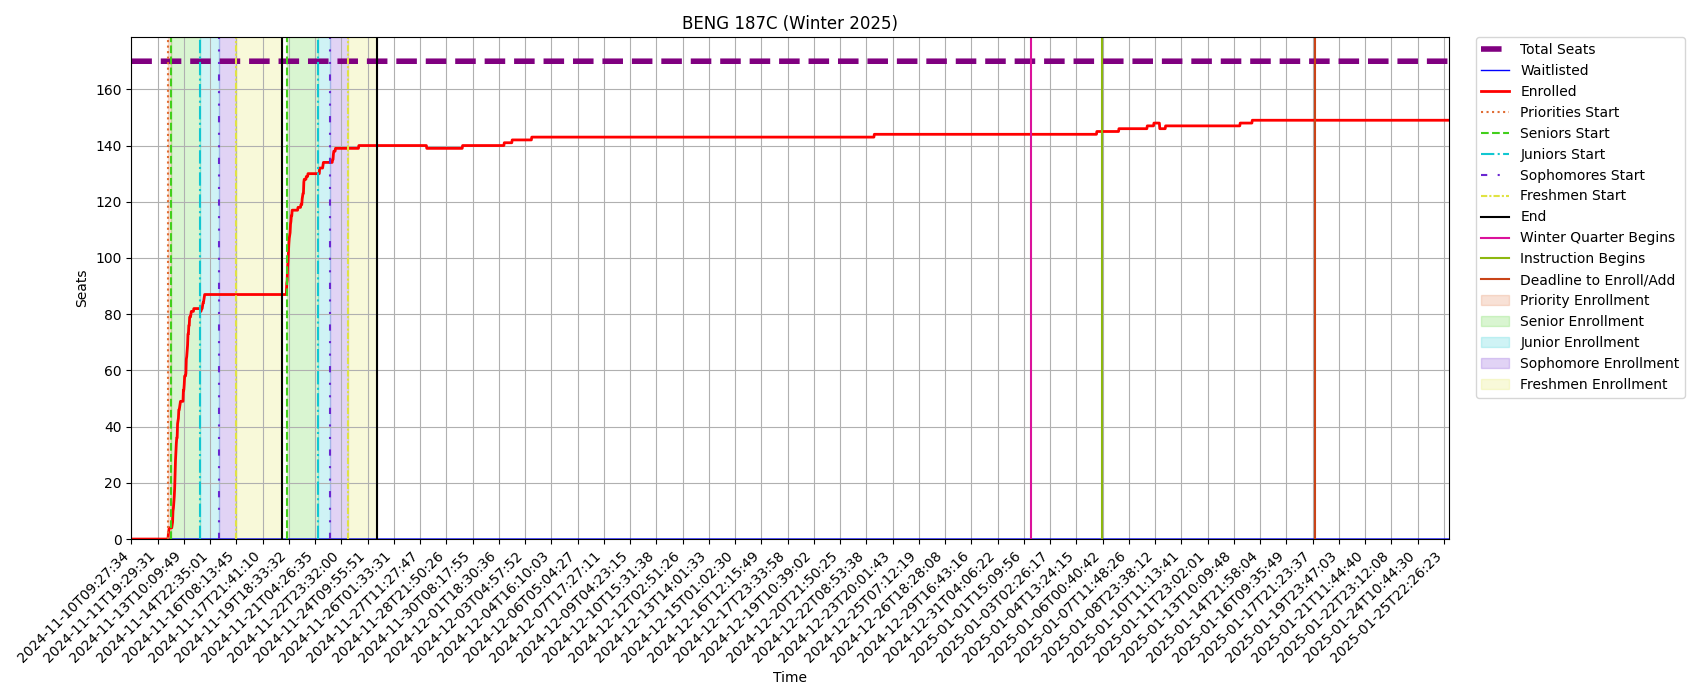 BENG 187C (Winter 2025)
Seats
160
140
120
100
80
60
40
20
0
2024-11-10T09:27:34
2024-11-11T19:29:31
2024-11-13T10:09:49
2024-11-14T22:35:01
2024-11-16T08:13:45
2024-11-17T21:41:10
2024-11-19T18:33:32
2024-11-21T04:26:35
2024-11-22T23:32:00
2024-11-24T09:55:51
2024-11-26T01:33:31
2024-11-27T11:27:47
2024-11-28T21:50:26
2024-11-30T08:17:55
2024-12-01T18:30:36
2024-12-03T04:57:52
2024-12-04T16:10:03
2024-12-06T05:04:27
2024-12-07T17:27:11
2024-12-09T04:23:15
2024-12-10T15:31:38
2024-12-12T02:51:26
2024-12-13T14:01:33
2024-12-15T01:02:30
2024-12-16T12:15:49
2024-12-17T23:33:58
2024-12-19T10:39:02
2024-12-20T21:50:25
2024-12-22T08:53:38
2024-12-23T20:01:43
2024-12-25T07:12:19
2024-12-26T18:28:08
2024-12-29T16:43:16
2024-12-31T04:06:22
2025-01-01T15:09:56
2025-01-03T02:26:17
2025-01-04T13:24:15
2025-01-06T00:40:42
2025-01-07T11:48:26
2025-01-08T23:38:12
2025-01-10T11:13:41
2025-01-11T23:02:01
2025-01-13T10:09:48
2025-01-14T21:58:04
2025-01-16T09:35:49
2025-01-17T21:23:37
2025-01-19T23:47:03
2025-01-21T11:44:40
2025-01-22T23:12:08
2025-01-24T10:44:30
2025-01-25T22:26:23
Time
Total Seats
Waitlisted
Enrolled
Priorities Start
Seniors Start
Juniors Start
Sophomores Start
Freshmen Start
End
Winter Quarter Begins
Instruction Begins
Deadline to Enroll/Add
Priority Enrollment
Senior Enrollment
Junior Enrollment
Sophomore Enrollment
Freshmen Enrollment